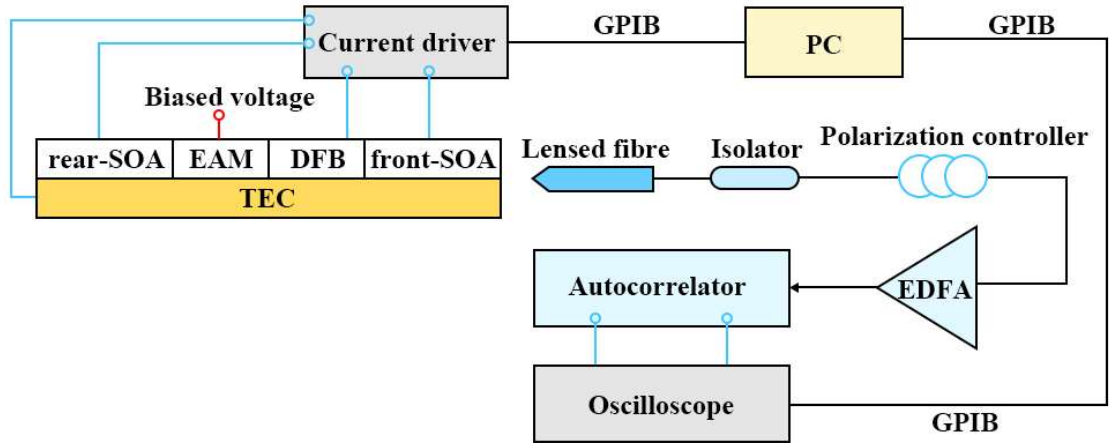 GPIB
GPIB
Current driver
PC
Biased voltage
Polarization controller
rear-SOA
EAM
DFB
front-SOA
Lensed fibre
Isolator
TEC
Autocorrelator
EDFA
Oscilloscope
GPIB